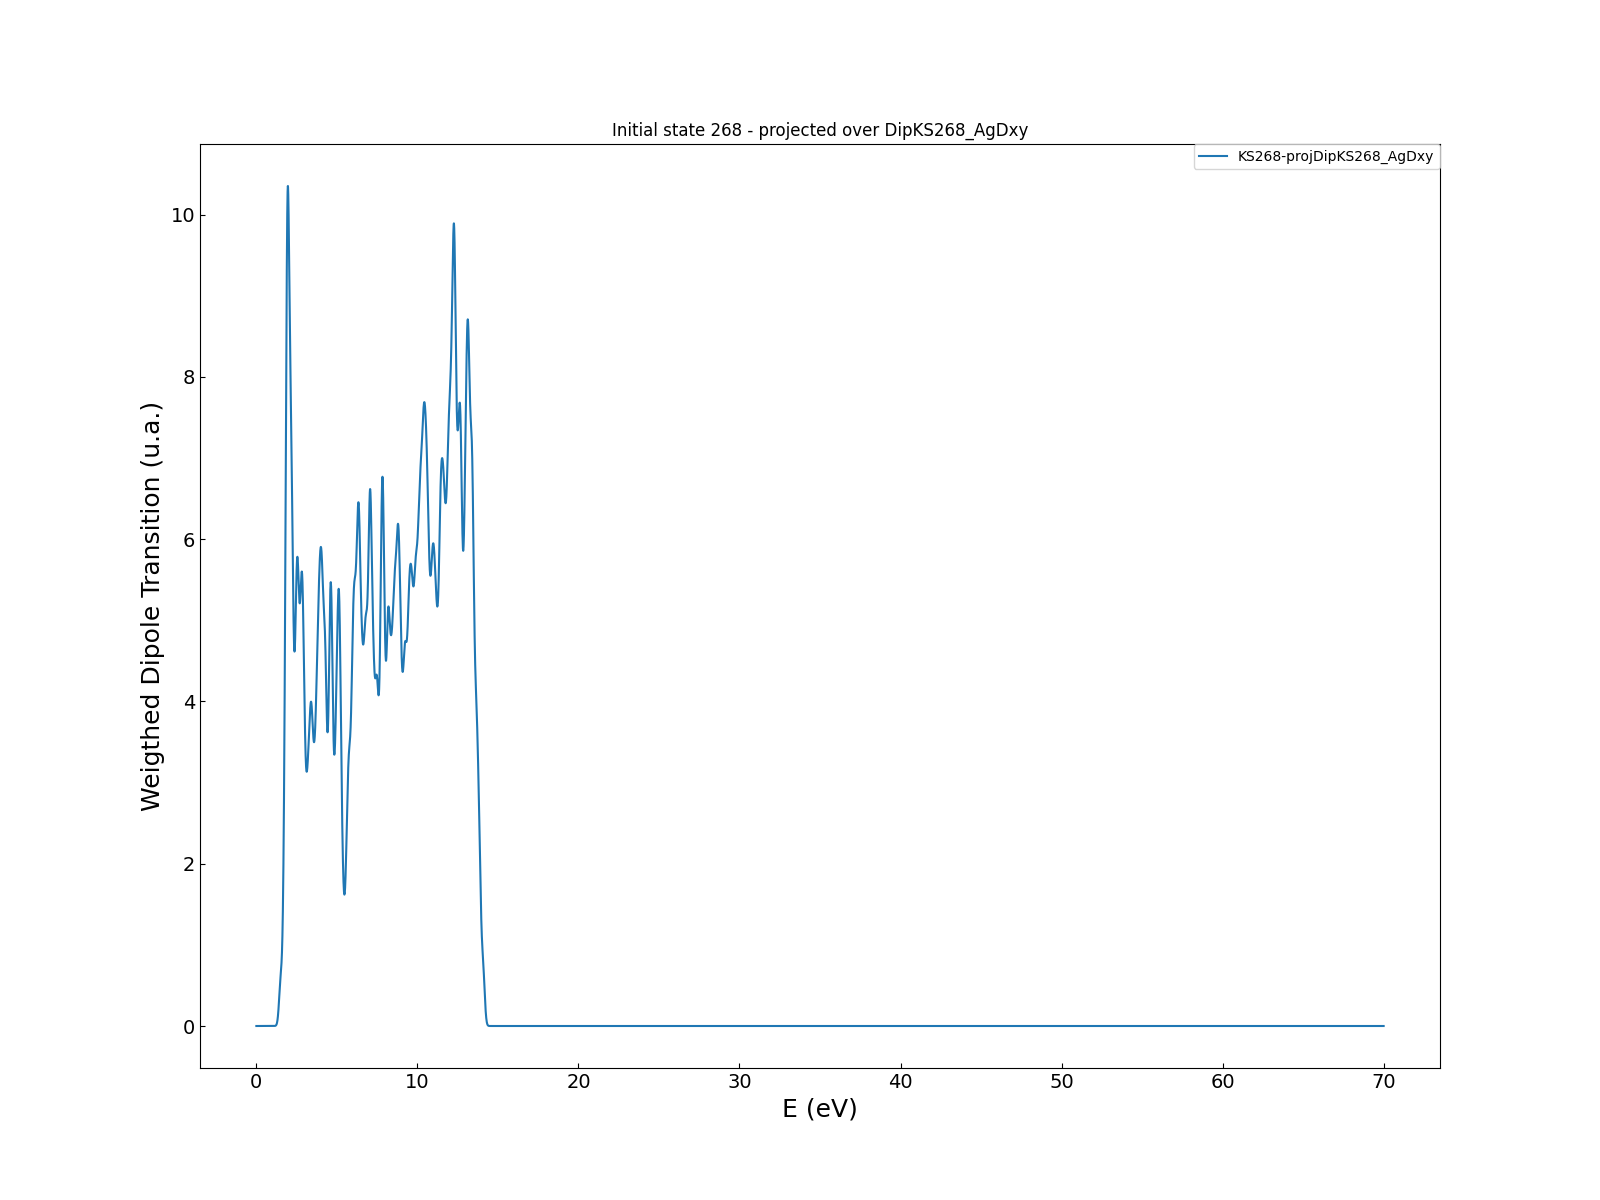 Initial state 268 - projected over DipKS268_AgDxy
KS268-projDipKS268_AgDxy
10
8
6
4
2
0
Weigthed Dipole Transition (u.a.)
0 10 20 30 40 50 60 70
E (eV)